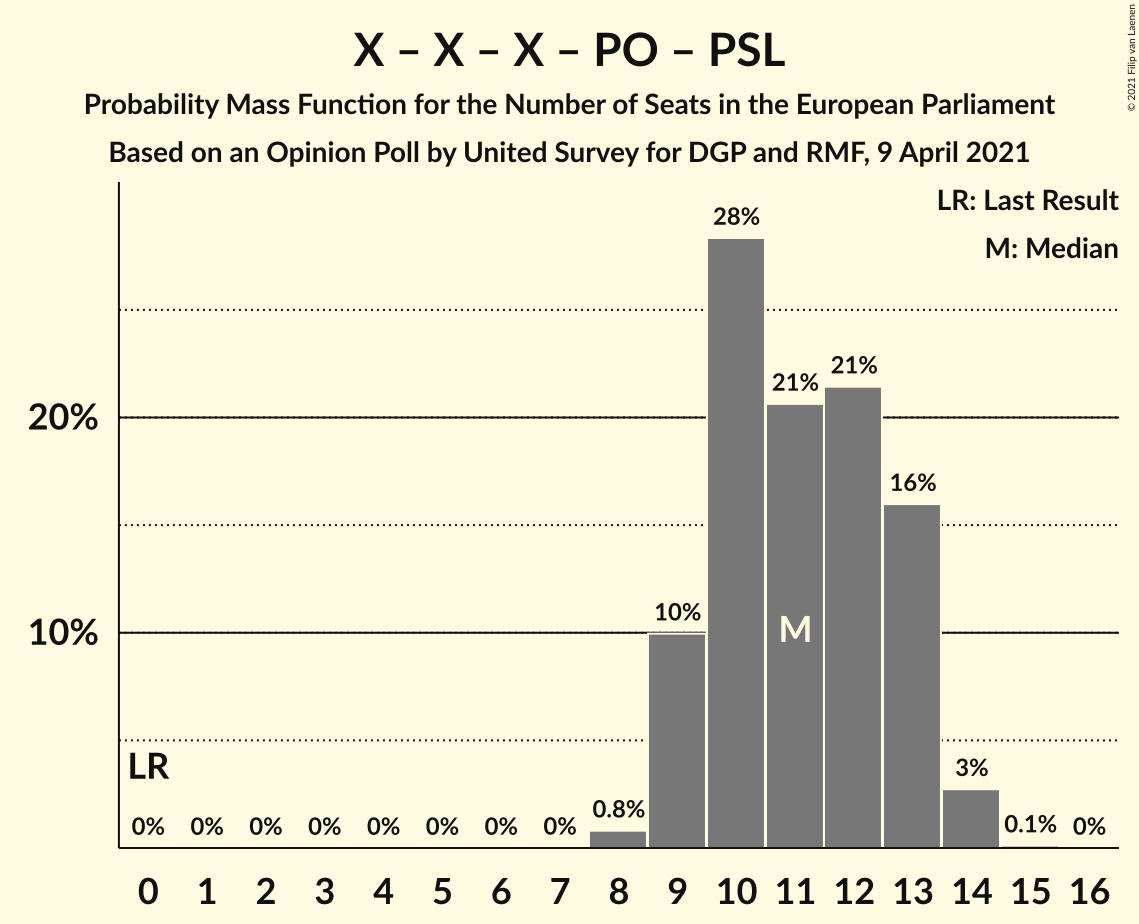 X – X – X – PO – PSL
Probability Mass Function for the Number of Seats in the European Parliament
Based on an Opinion Poll by United Survey for DGP and RMF, 9 April 2021
© 2021 Filip van Laenen
LR: Last Result
M: Median
28%
21%
21%
20%
16%
10%
10%
M
LR
3%
0% 0% 0% 0% 0% 0% 0% 0% 0.8% 0.1% 0%
0 1 2 3 4 5 6 7 8 9 10 11 12 13 14 15 16